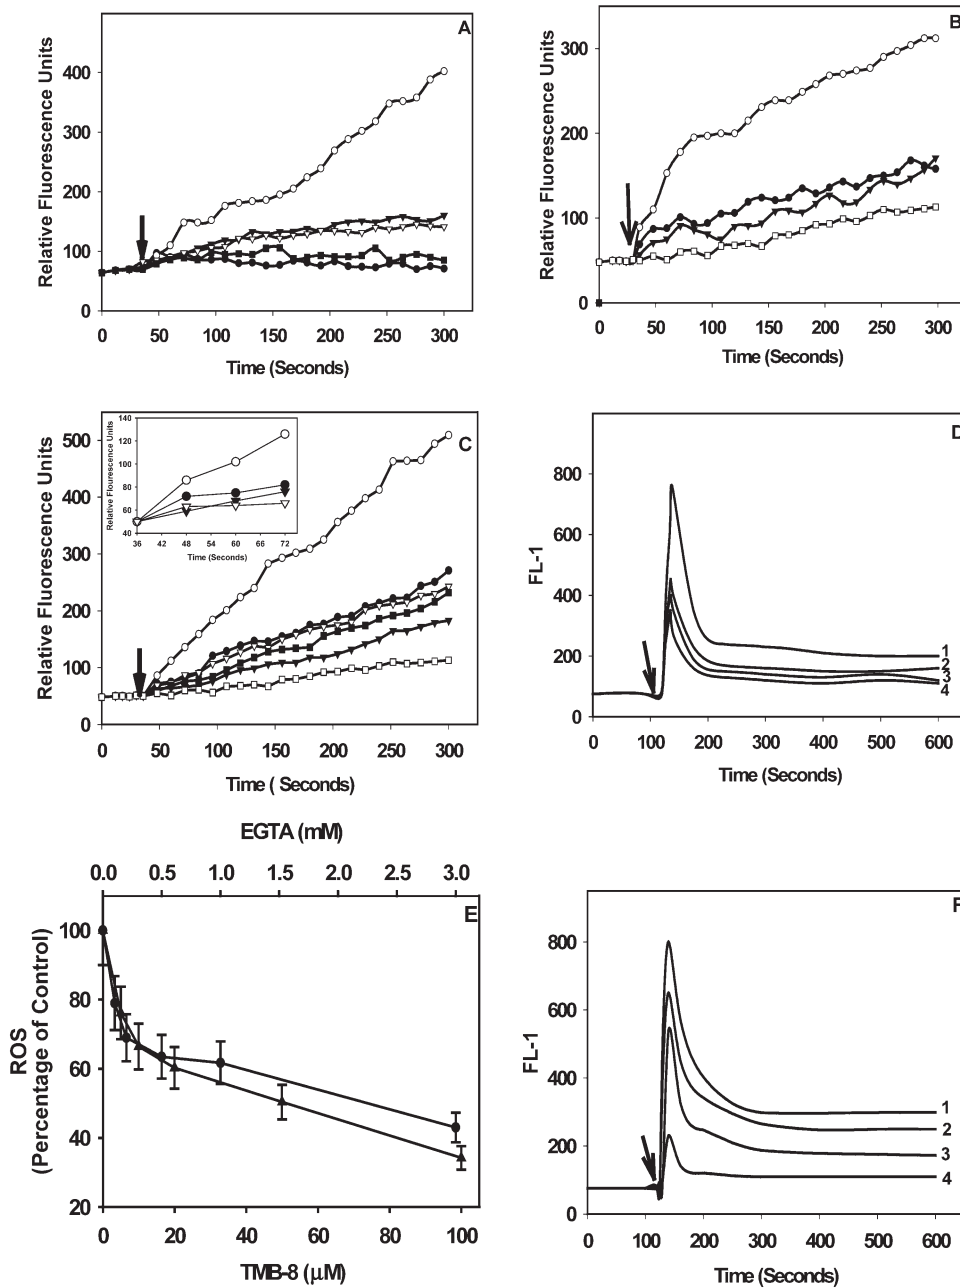 A
Relative Fluorescence Units
400
300
200
100
0
0 50 100 150 200 250 300
Time (Seconds)
B
Relative Fluorescence Units
300
200
100
0
0 50 100 150 200 250 300
Time (Seconds)
C
Relative Fluorescence Units
500
400
300
200
100
0
0 50 100 150 200 250 300
Time ( Seconds)
Relative Flourescence Units
140
120
100
80
60
40
36 42 48 54 60 66 72
Time (Seconds)
D
FL-1
800
600
400
200
0
1
2
3
4
0 100 200 300 400 500 600
Time (Seconds)
EGTA (mM)
0.0 0.5 1.0 1.5 2.0 2.5 3.0
E
ROS
(Percentage of Control)
100
80
60
40
20
0 20 40 60 80 100
TMB-8 (μM)
F
FL-1
800
600
400
200
0
1
2
3
4
0 100 200 300 400 500 600
Time (Seconds)